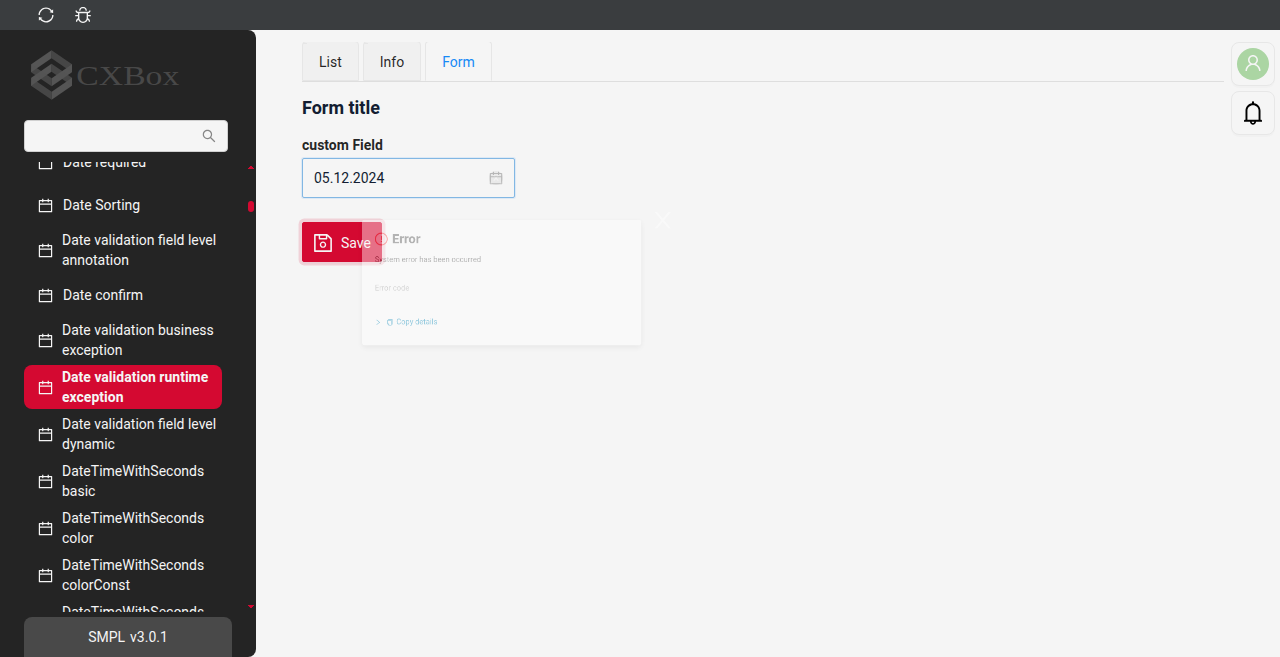 CXBox
Date required
Date Sorting
Date validation field level
annotation
Date confirm
Date validation business
exception
Date validation runtime
exception
Date validation field level
dynamic
DateTimeWithSeconds
basic
DateTimeWithSeconds
color
DateTimeWithSeconds
colorConst
DateTimeWithSeconds
SMPL v3.0.1
List
Info
Form
Form title
custom Field
05.12.2024
Save
Error
System error has been occurred
Error code
Copy details